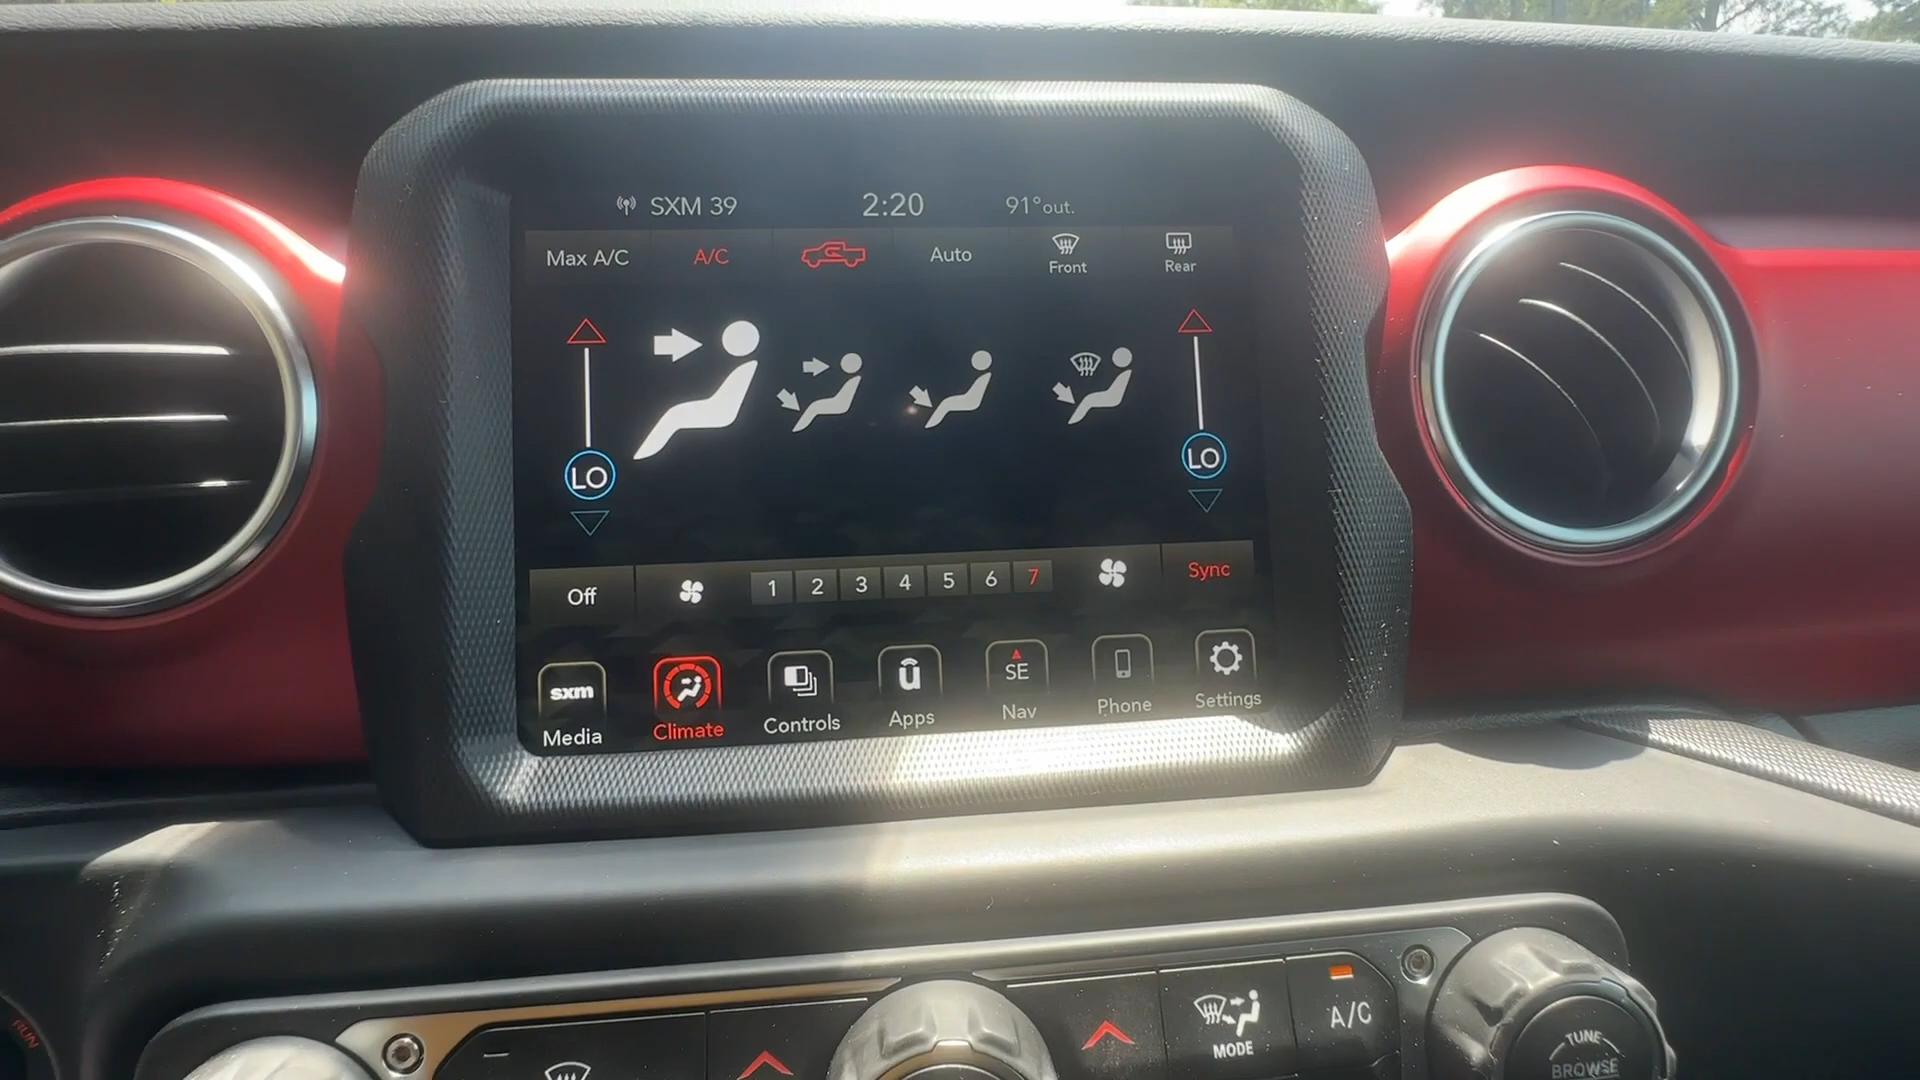 SXM 39 2:20 91°out.
Max A/C A/C Auto Front Rear
LO LO
Off 1 2 3 4 5 6 7 Sync
sxm SE
Media Climate Controls Apps Nav Phone Settings
RUN
MODE A/C
TUNE
BROWSE